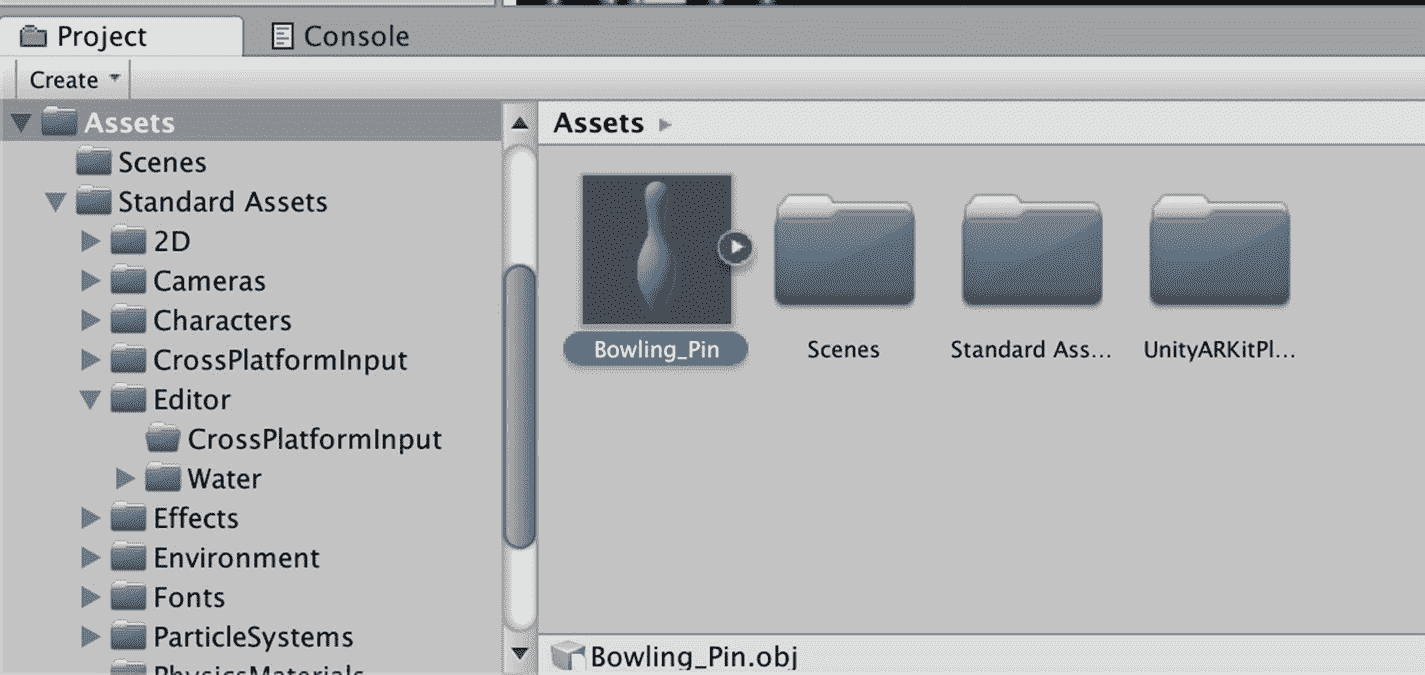 Project
Console
Create
Assets
Scenes
Standard Assets
2D
Cameras
Characters
CrossPlatformInput
Editor
CrossPlatformInput
Water
Effects
Environment
Fonts
ParticleSystems
PhysicsMaterials
Assets
Bowling_Pin
Scenes
Standard Ass...
UnityARKitPl...
Bowling_Pin.obj